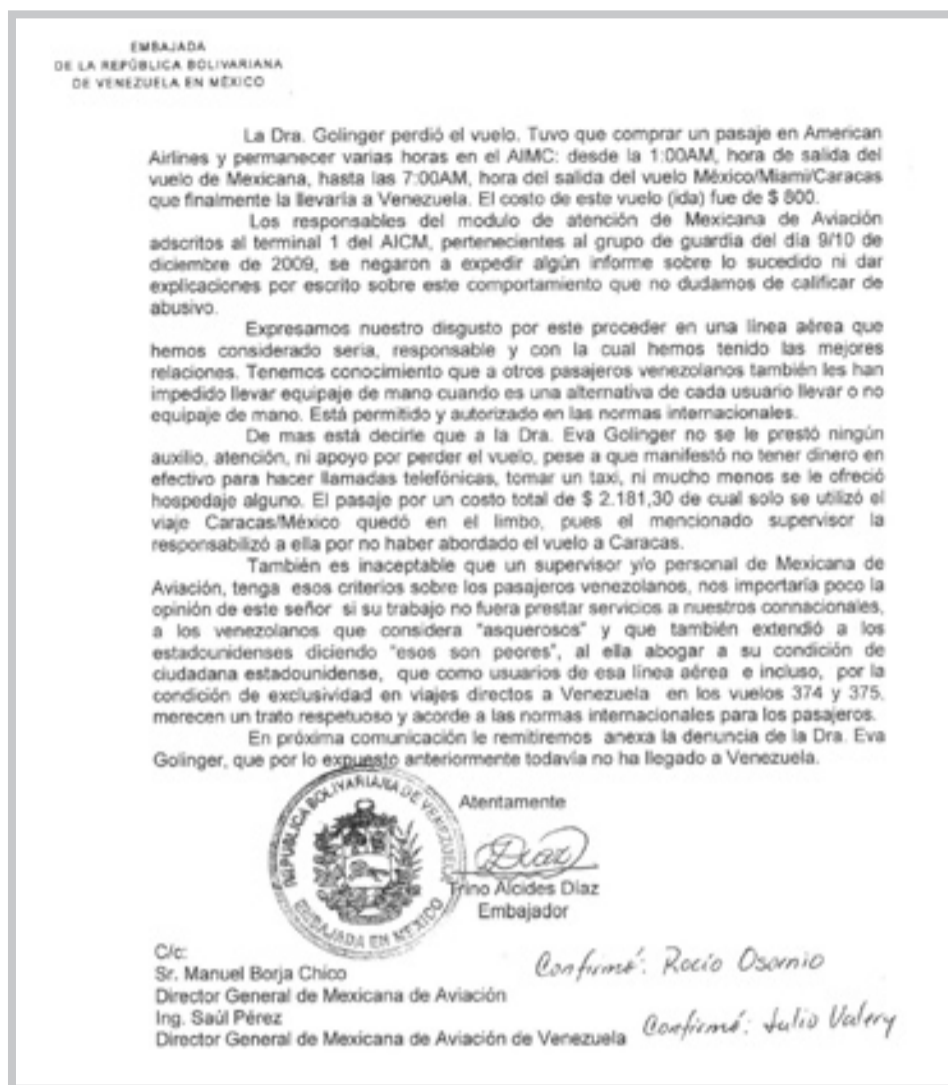 EMBAJADA
DE LA REPÚBLICA BOLIVARIANA
DE VENEZUELA EN MÉXICO
La Dra. Golinger perdió el vuelo. Tuvo que comprar un pasaje en American
Airlines y permanecer varias horas en el AIMC: desde la 1:00AM, hora de salida del
vuelo de Mexicana, hasta las 7:00AM, hora del salida del vuelo México/Miami/Caracas
que finalmente la llevaría a Venezuela. El costo de este vuelo (ida) fue de $ 800.
Los responsables del modulo de atención de Mexicana de Aviación
adscritos al terminal 1 del AICM, pertenecientes al grupo de guardia del día 9/10 de
diciembre de 2009, se negaron a expedir algún informe sobre lo sucedido ni dar
explicaciones por escrito sobre este comportamiento que no dudamos de calificar de
abusivo.
Expresamos nuestro disgusto por este proceder en una línea aérea que
hemos considerado seria, responsable y con la cual hemos tenido las mejores
relaciones. Tenemos conocimiento que a otros pasajeros venezolanos también les han
impedido llevar equipaje de mano cuando es una alternativa de cada usuario llevar o no
equipaje de mano. Está permitido y autorizado en las normas internacionales.
De mas está decirle que a la Dra. Eva Golinger no se le prestó ningún
auxilio, atención, ni apoyo por perder el vuelo, pese a que manifestó no tener dinero en
efectivo para hacer llamadas telefónicas, tomar un taxi, ni mucho menos se le ofreció
hospedaje alguno. El pasaje por un costo total de $ 2.181,30 de cual solo se utilizó el
viaje Caracas/México quedó en el limbo, pues el mencionado supervisor la
responsabilizó a ella por no haber abordado el vuelo a Caracas.
También es inaceptable que un supervisor y/o personal de Mexicana de
Aviación, tenga esos criterios sobre los pasajeros venezolanos, nos importaría poco la
opinión de este señor si su trabajo no fuera prestar servicios a nuestros connacionales,
a los venezolanos que considera "asquerosos" y que también extendió a los
estadounidenses diciendo "esos son peores", al ella abogar a su condición de
ciudadana estadounidense, que como usuarios de esa línea aérea e incluso, por la
condición de exclusividad en viajes directos a Venezuela en los vuelos 374 y 375,
merecen un trato respetuoso y acorde a las normas internacionales para los pasajeros.
En próxima comunicación le remitiremos anexa la denuncia de la Dra. Eva
Golinger, que por lo expuesto anteriormente todavía no ha llegado a Venezuela.
REPÚBLICA BOLIVARIANA DE VENEZUELA
EMBAJADA EN MÉXICO
Atentamente
Díaz
Trino Alcides Díaz
Embajador
C/c:
Sr. Manuel Borja Chico
Director General de Mexicana de Aviación
Ing. Saúl Pérez
Director General de Mexicana de Aviación de Venezuela
Confirmé: Rocío Osornio
Confirmé: Julio Valery